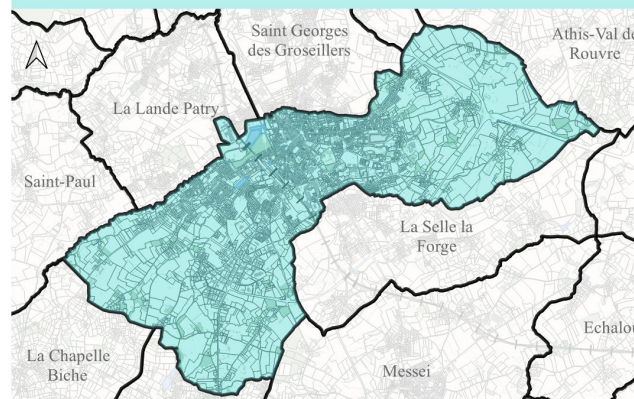 Saint Georges
des Groseillers
Athis-Val de
Rouvre
La Lande Patry
Saint-Paul
La Selle la
Forge
Echalou
La Chapelle
Biche
Messei